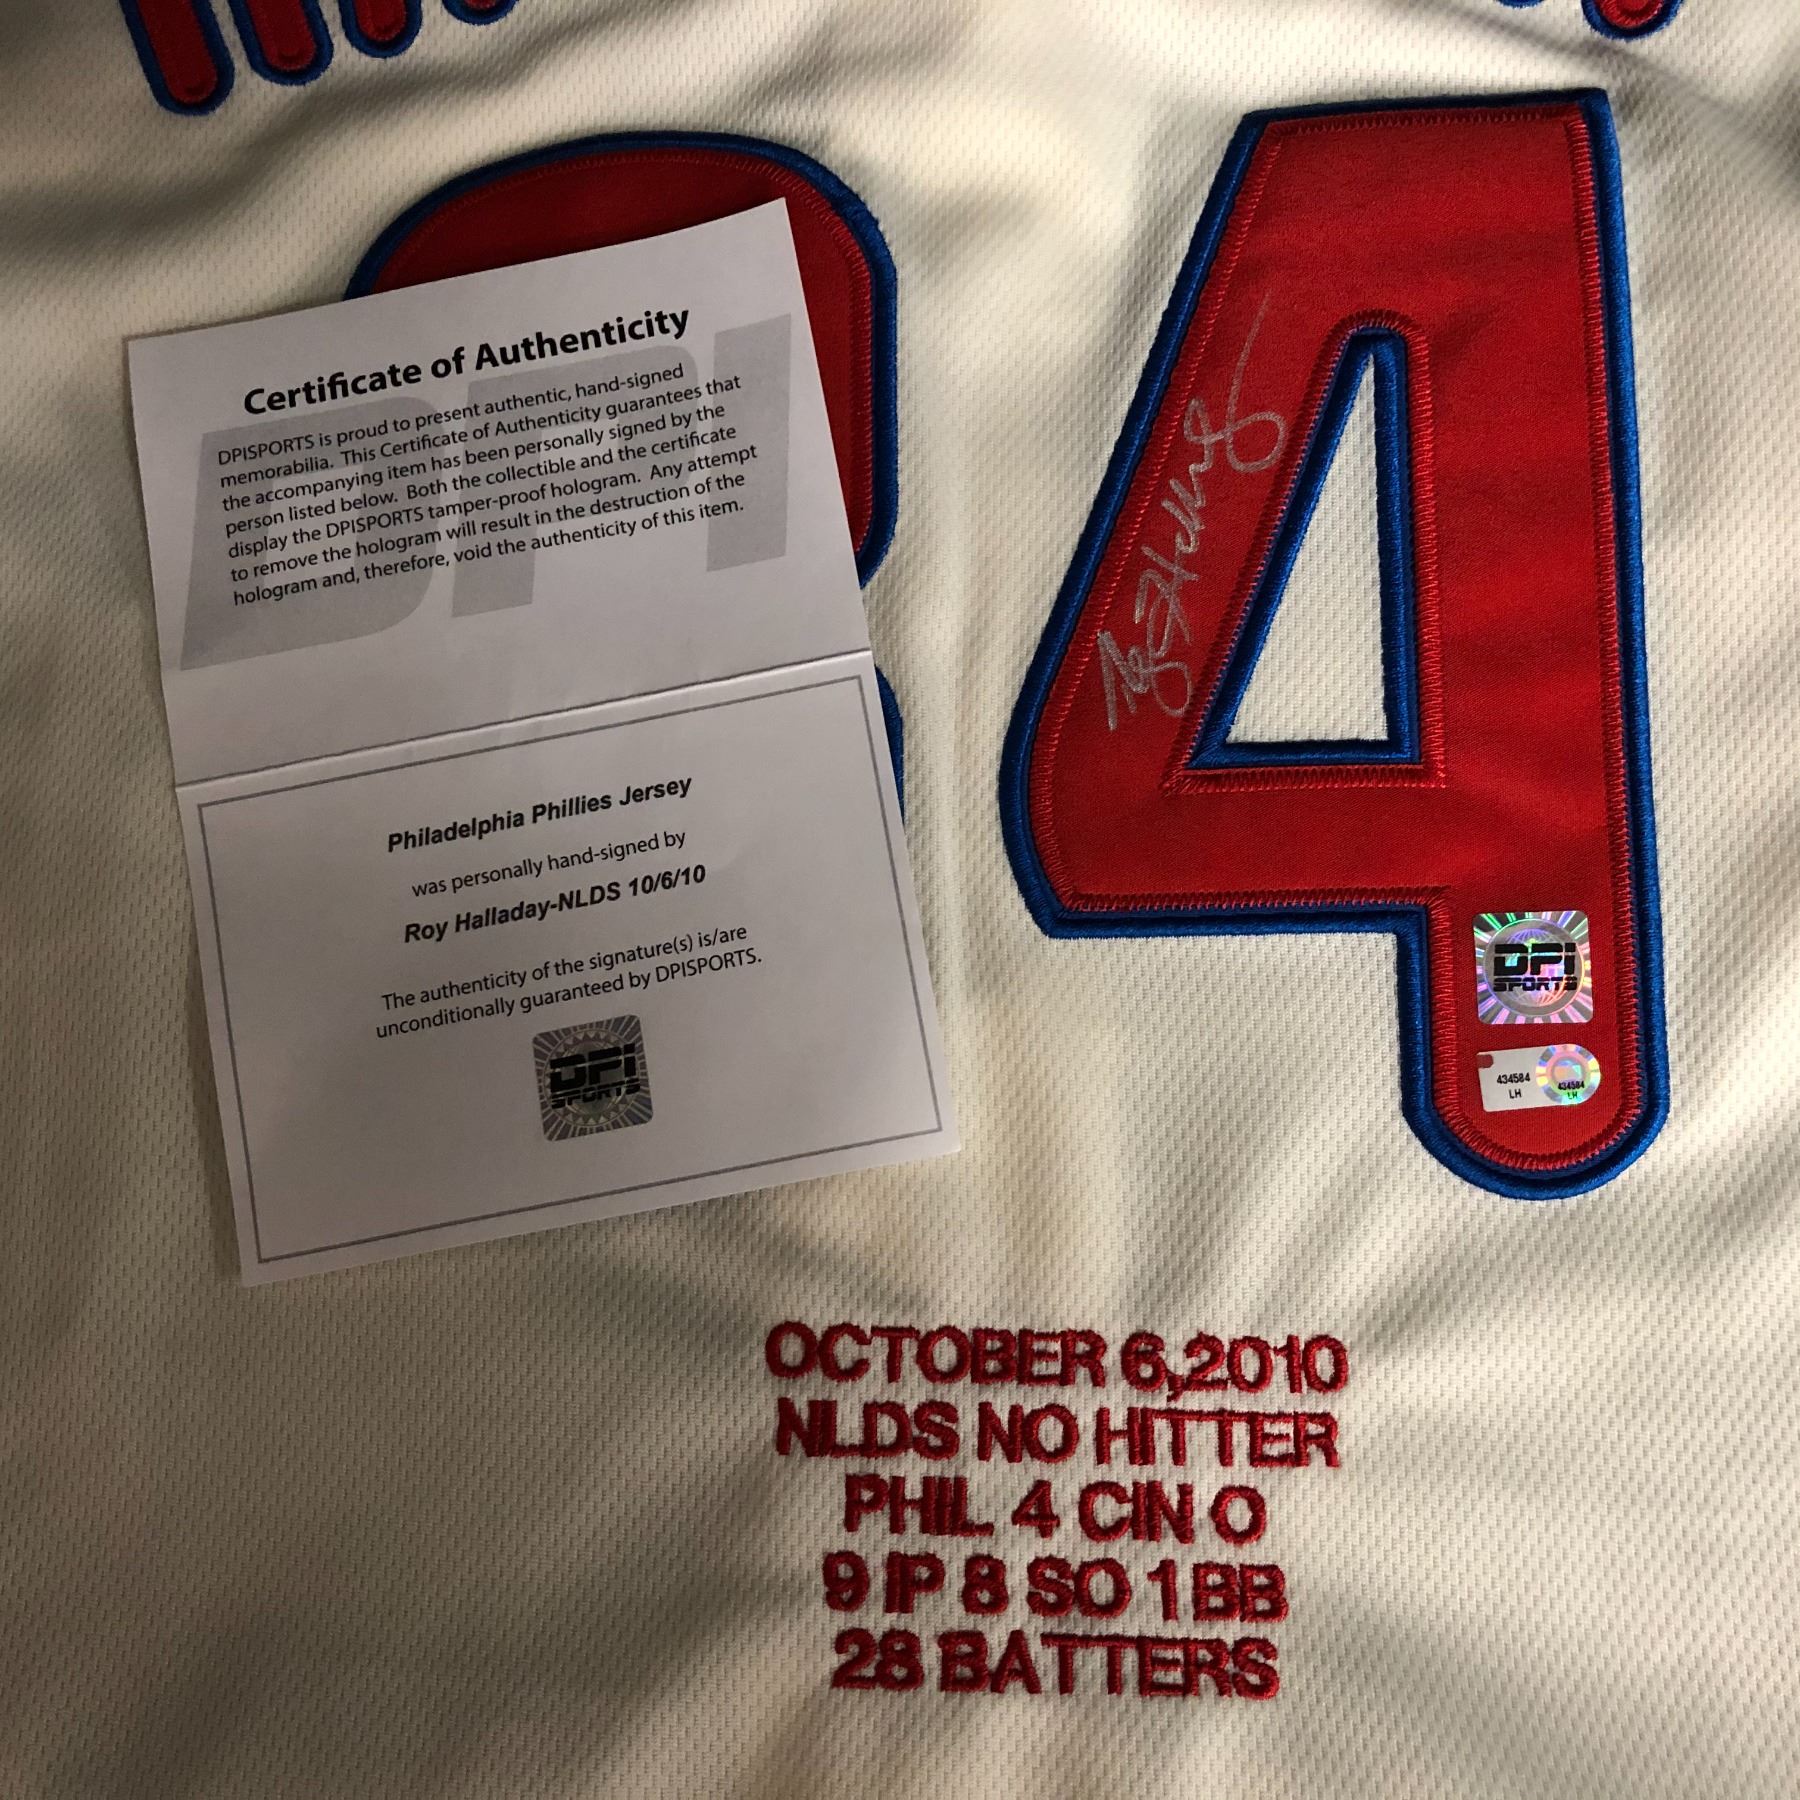 Certificate of Authenticity
DPISPORTS is proud to present authentic, hand-signed
memorabilia. This Certificate of Authenticity guarantees that
the accompanying item has been personally signed by the
person listed below. Both the collectible and the certificate
display the DPISPORTS tamper-proof hologram. Any attempt
to remove the hologram will result in the destruction of the
hologram and, therefore, void the authenticity of this item.
DPI
Philadelphia Phillies Jersey
was personally hand-signed by
Roy Halladay-NLDS 10/6/10
The authenticity of the signature(s) is/are
unconditionally guaranteed by DPISPORTS.
DPI
SPORTS
4
DPI
SPORTS
434584
LH
434584
LH
OCTOBER 6,2010
NLDS NO HITTER
PHIL 4 CIN 0
9 IP 8 SO 1 BB
28 BATTERS